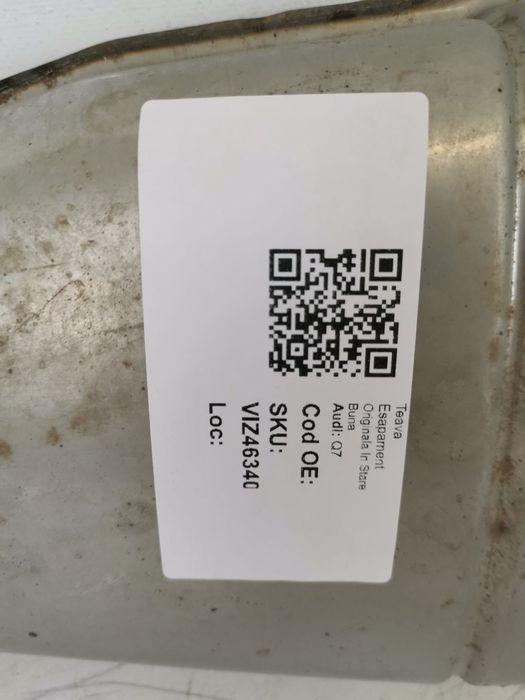 Teava
Esapament
Originala In Stare
Buna
Audi: Q7
Cod OE:
SKU:
VIZ46340
Loc: